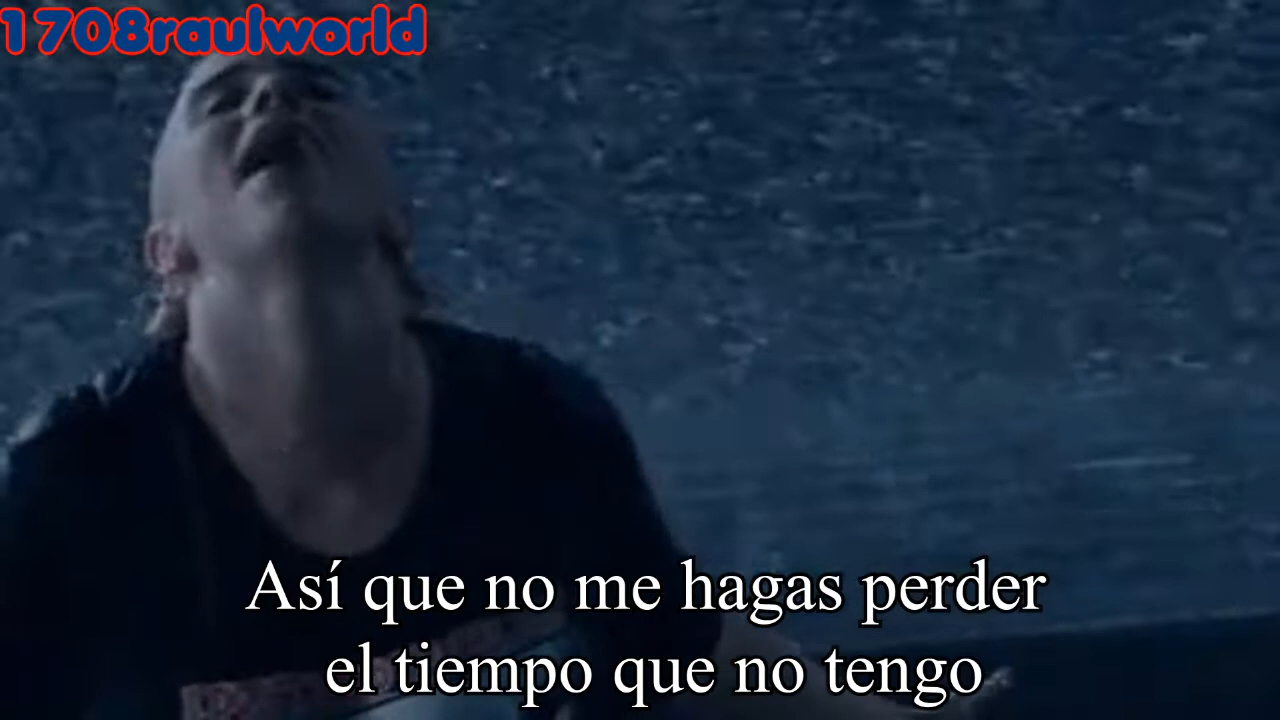 1708raulworld
Así que no me hagas perder
el tiempo que no tengo